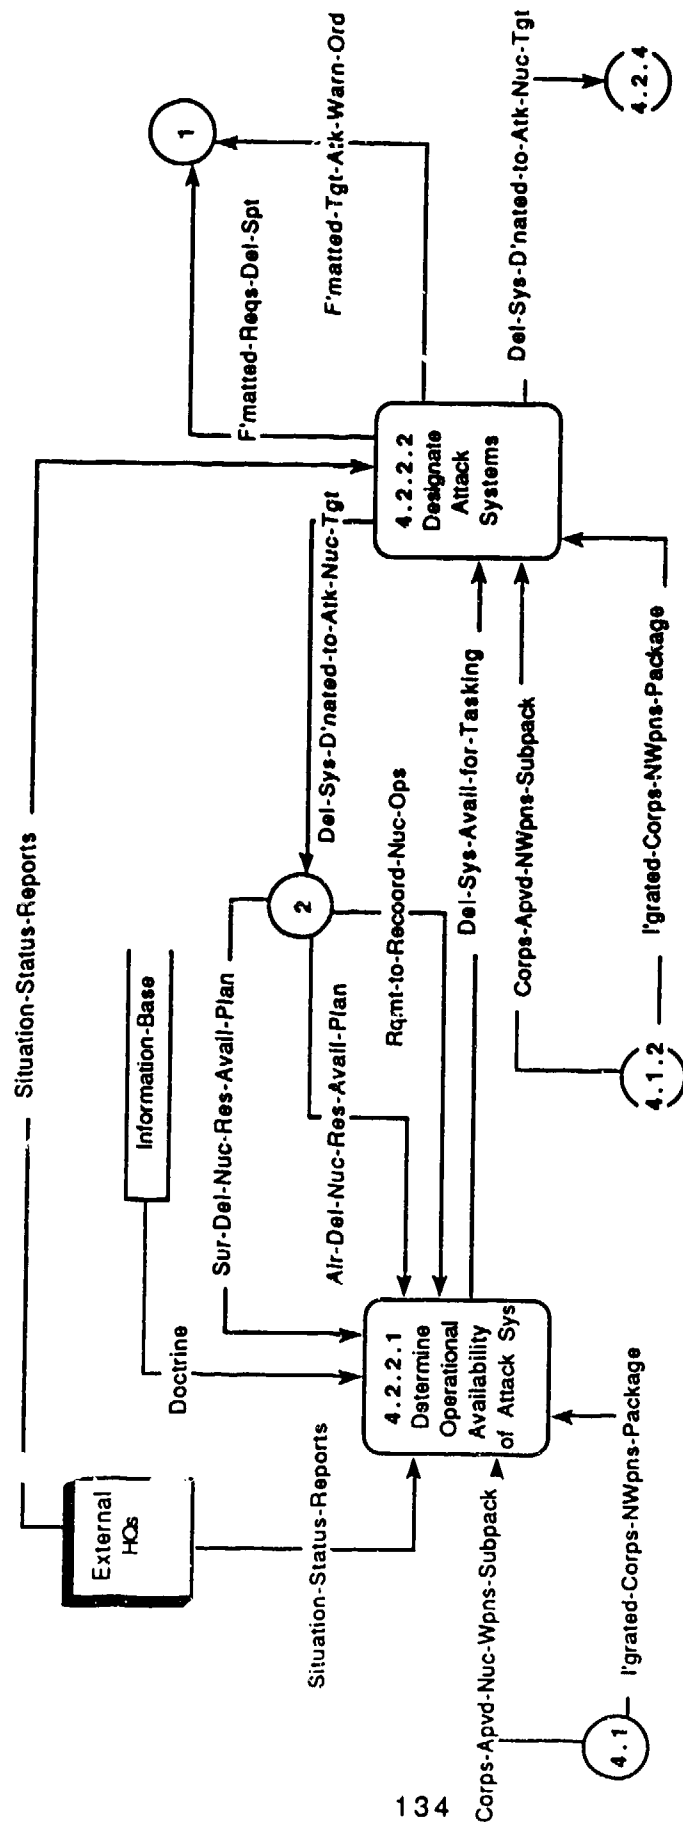 Situation-Status-Reports
External
HQs
Information-Base
Doctrine
1
F'matted-Reqs-Del-Spt
F'matted-Tgt-Atk-Warn-Ord
Sur-Del-Nuc-Res-Avail-Plan
2
Del-Sys-D'nated-to-Atk-Nuc-Tgt
Air-Del-Nuc-Res-Avail-Plan
Rqmt-to-Recoord-Nuc-Ops
Situation-Status-Reports
4.2.2.1
Determine
Operational
Availability
of Attack Sys
4.2.2.2
Designate
Attack
Systems
Del-Sys-Avail-for-Tasking
Del-Sys-D'nated-to-Atk-Nuc-Tgt
4.2.4
Corps-Apvd-Nuc-Wpns-Subpack
Corps-Apvd-NWpns-Subpack
4.1
I'grated-Corps-NWpns-Package
4.1.2
I'grated-Corps-NWpns-Package
134